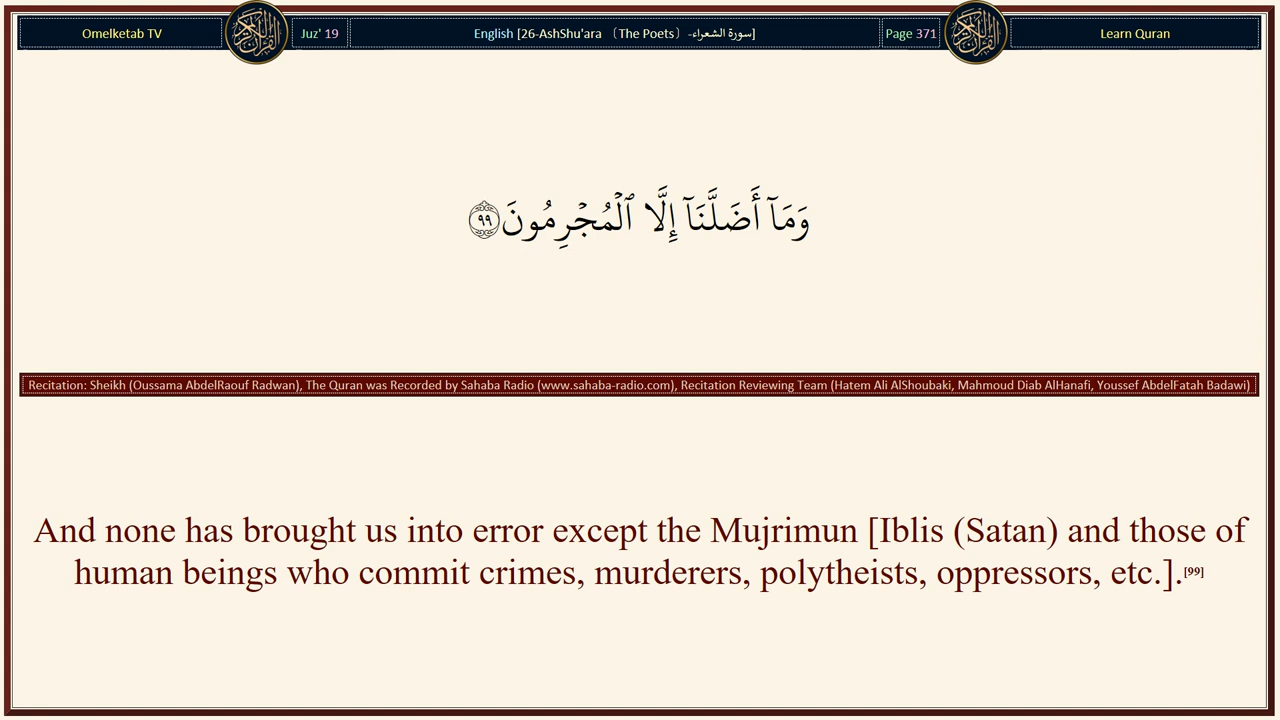 Omelketab TV
Juz' 19
English [26-AshShu'ara 〔The Poets〕 -سورة الشعراء]
Page 371
Learn Quran
وَمَآ أَضَلَّنَآ إِلَّا ٱلۡمُجۡرِمُونَ ٩٩
Recitation: Sheikh (Oussama AbdelRaouf Radwan), The Quran was Recorded by Sahaba Radio (www.sahaba-radio.com), Recitation Reviewing Team (Hatem Ali AlShoubaki, Mahmoud Diab AlHanafi, Youssef AbdelFatah Badawi)
And none has brought us into error except the Mujrimun [Iblis (Satan) and those of
human beings who commit crimes, murderers, polytheists, oppressors, etc.].[99]